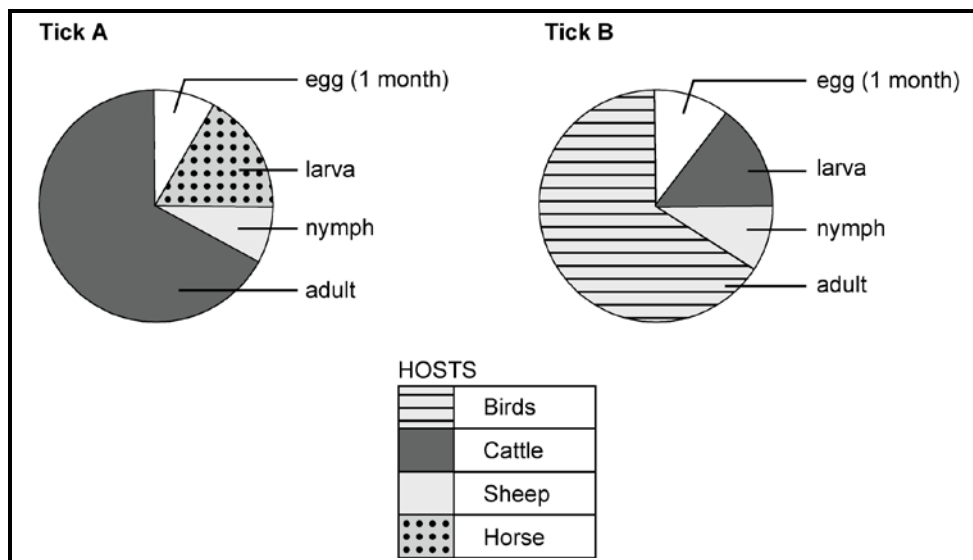 Tick A
egg (1 month)
larva
nymph
adult
Tick B
egg (1 month)
larva
nymph
adult
HOSTS
Birds
Cattle
Sheep
Horse